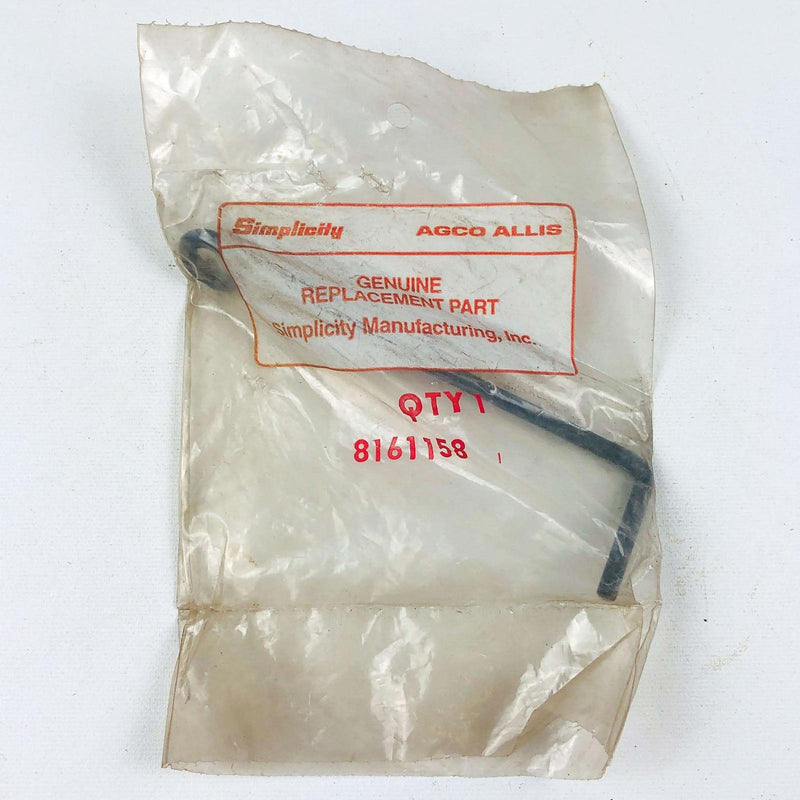 Simplicity AGCO ALLIS
GENUINE
REPLACEMENT PART
Simplicity Manufacturing, Inc.
QTY 1
8161158